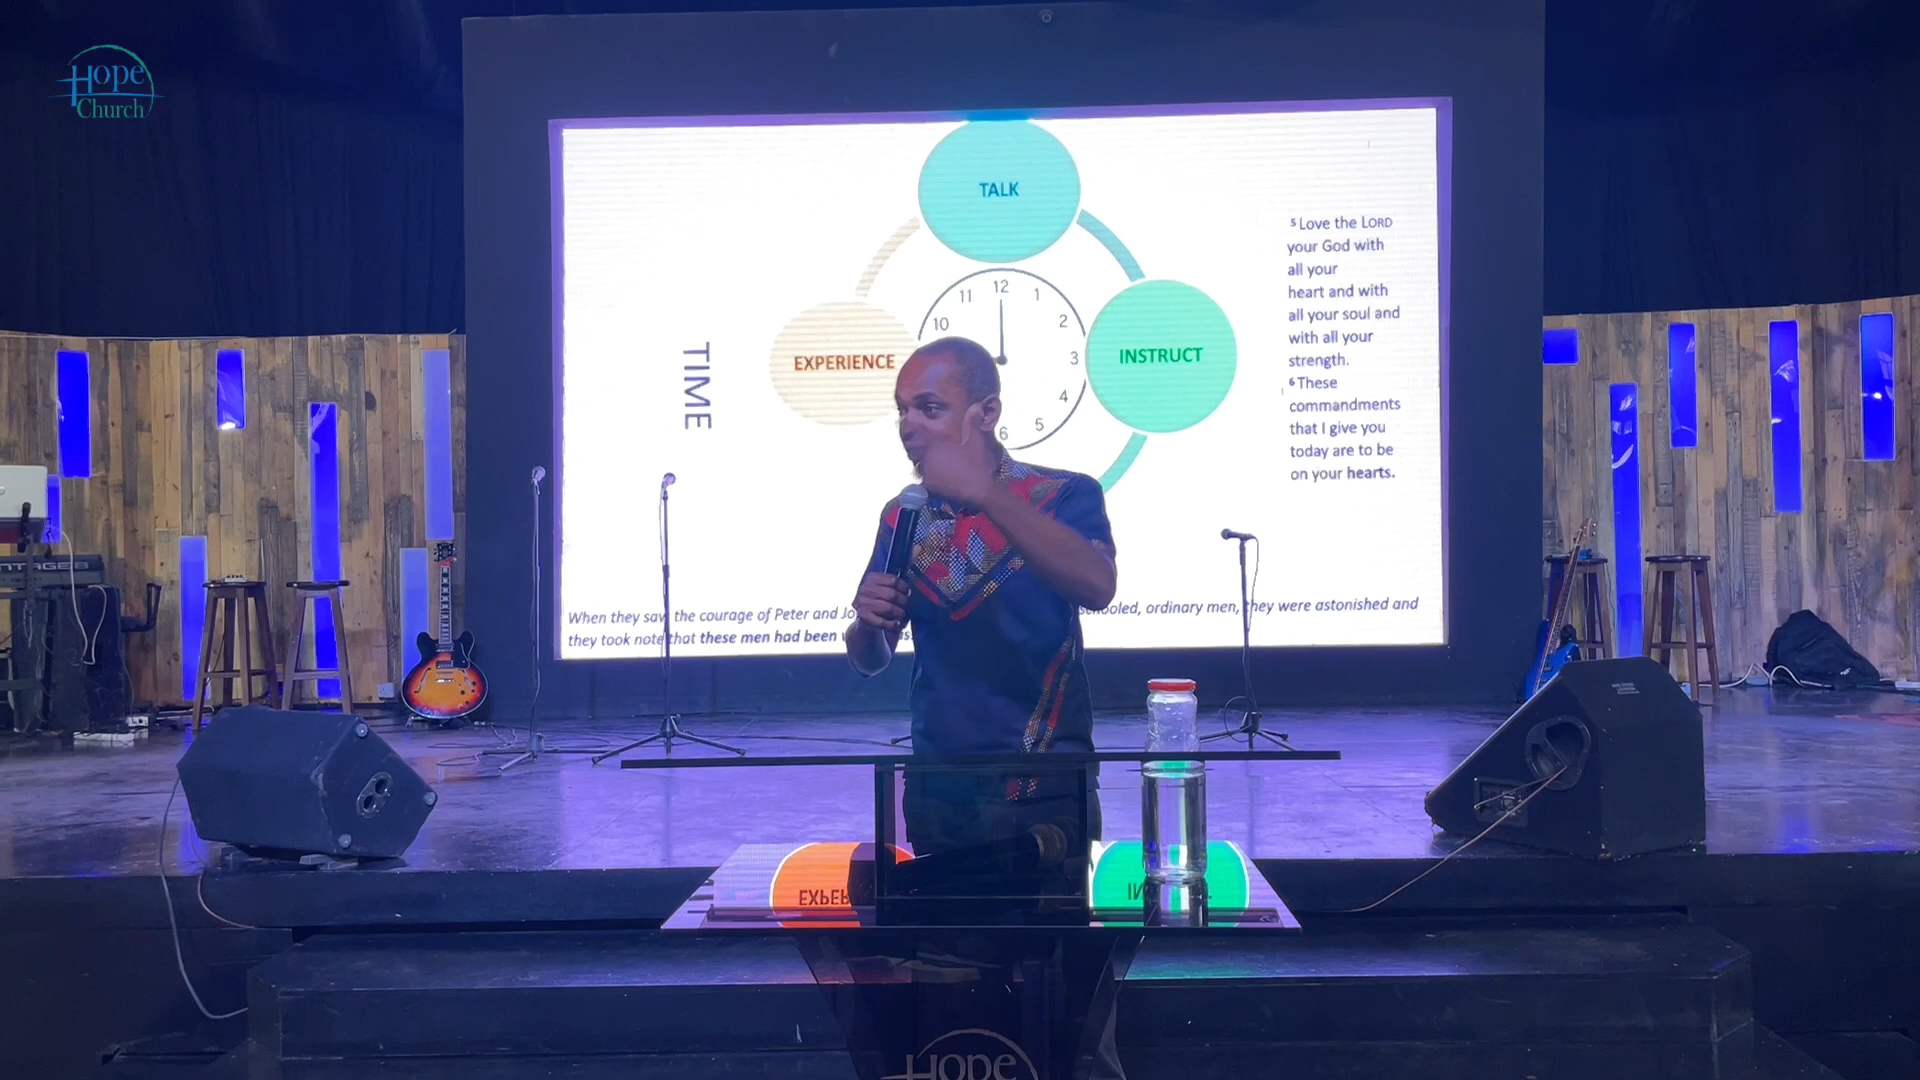 Hope
Church
TALK
EXPERIENCE
INSTRUCT
TIME
12
11
1
10
2
3
4
5
6
5 Love the LORD
your God with
all your
heart and with
all your soul and
with all your
strength.
6 These
commandments
that I give you
today are to be
on your hearts.
When they saw the courage of Peter and ordinary men, they were astonished and
they took note that these men had been
Hope